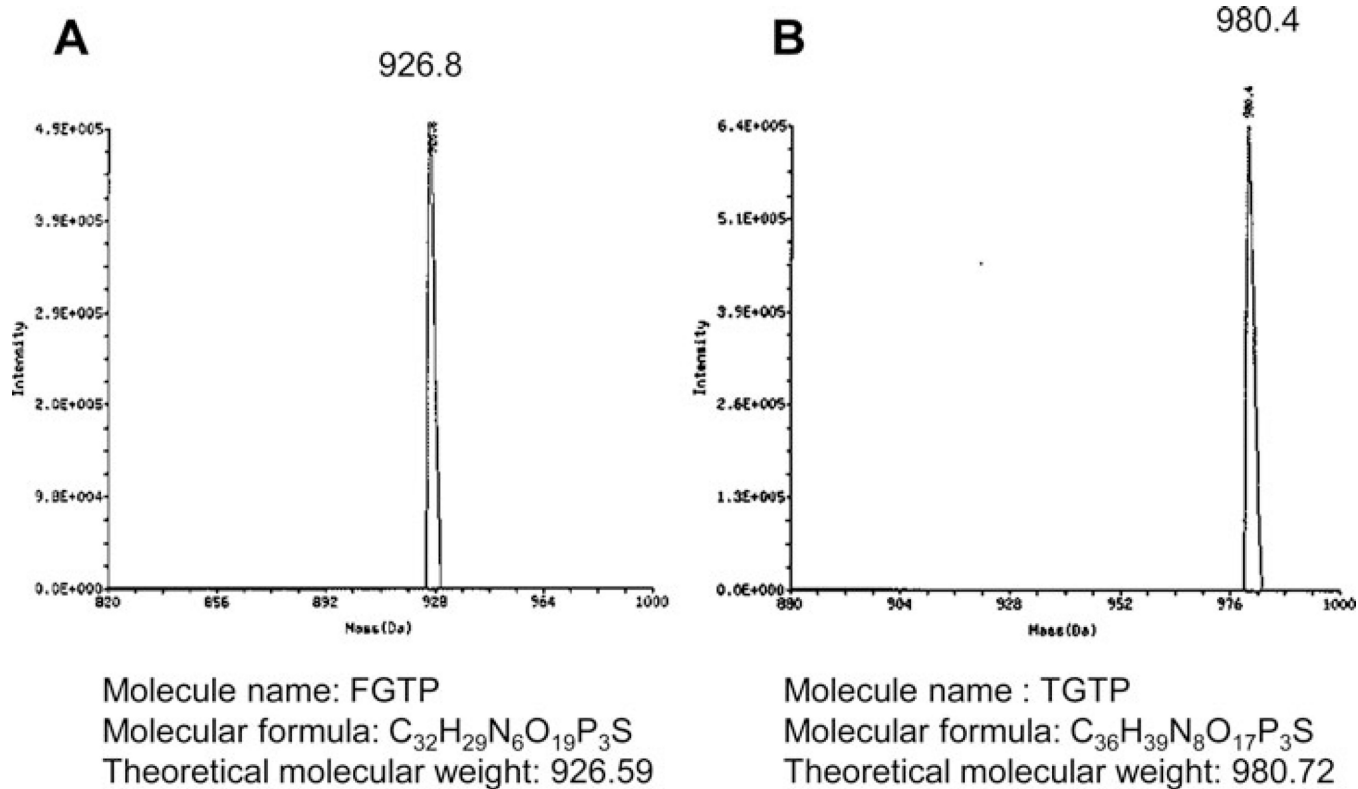 A
926.8
926.8
4.9E+005
3.9E+005
2.9E+005
2.0E+005
9.8E+004
0.0E+000
Intensity
820
856
892
928
964
1000
Mass(Da)
Molecule name: FGTP
Molecular formula: C₃₂H₂₉N₆O₁₉P₃S
Theoretical molecular weight: 926.59
B
980.4
980.4
6.4E+005
5.1E+005
3.9E+005
2.6E+005
1.3E+005
0.0E+000
Intensity
880
904
928
952
976
1000
Mass(Da)
Molecule name : TGTP
Molecular formula: C₃₆H₃₉N₈O₁₇P₃S
Theoretical molecular weight: 980.72